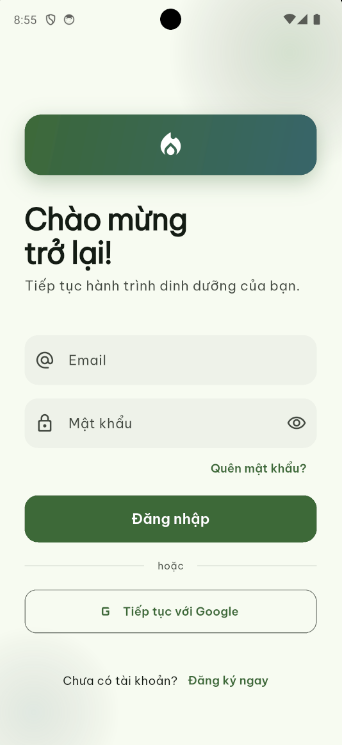 8:55
Chào mừng
trở lại!
Tiếp tục hành trình dinh dưỡng của bạn.
Email
Mật khẩu
Quên mật khẩu?
Đăng nhập
hoặc
G Tiếp tục với Google
Chưa có tài khoản? Đăng ký ngay